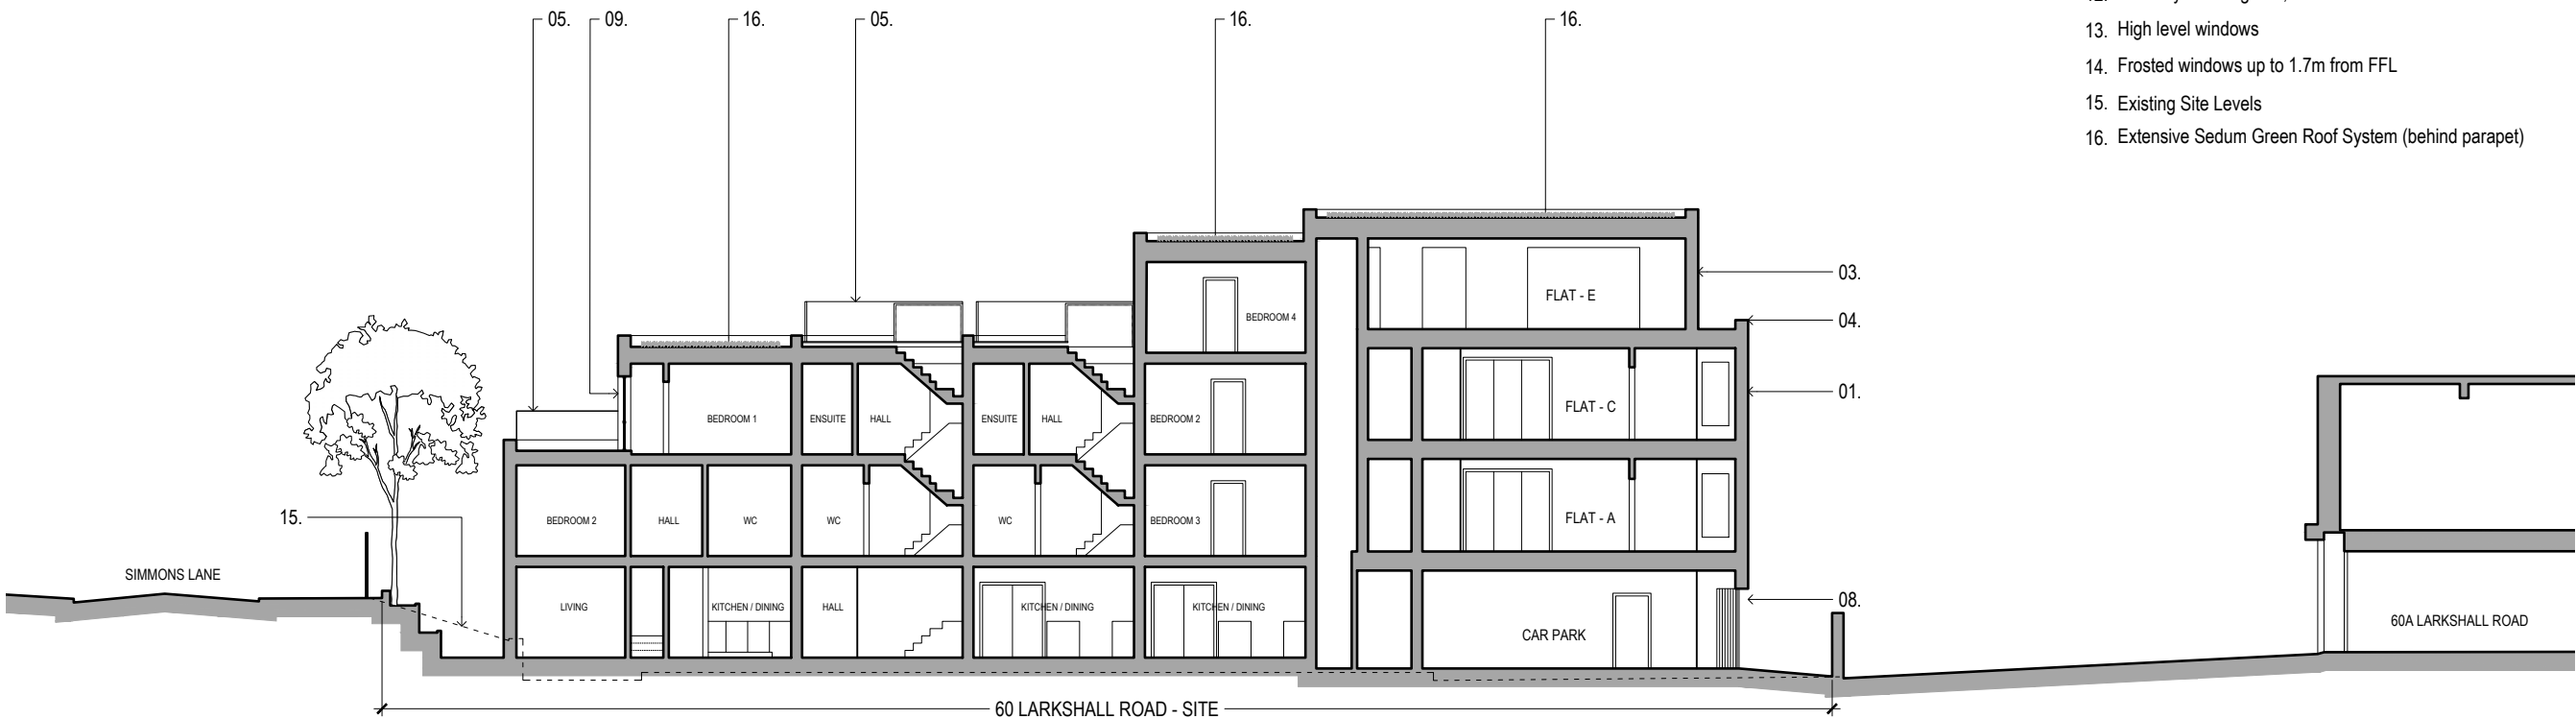 05.
09.
16.
05.
16.
16.
13. High level windows
14. Frosted windows up to 1.7m from FFL
15. Existing Site Levels
16. Extensive Sedum Green Roof System (behind parapet)
03.
FLAT - E
BEDROOM 4
04.
01.
FLAT - C
BEDROOM 1
ENSUITE
HALL
ENSUITE
HALL
BEDROOM 2
15.
BEDROOM 2
HALL
WC
WC
WC
BEDROOM 3
FLAT - A
SIMMONS LANE
LIVING
KITCHEN / DINING
HALL
KITCHEN / DINING
KITCHEN / DINING
08.
CAR PARK
60A LARKSHALL ROAD
60 LARKSHALL ROAD - SITE